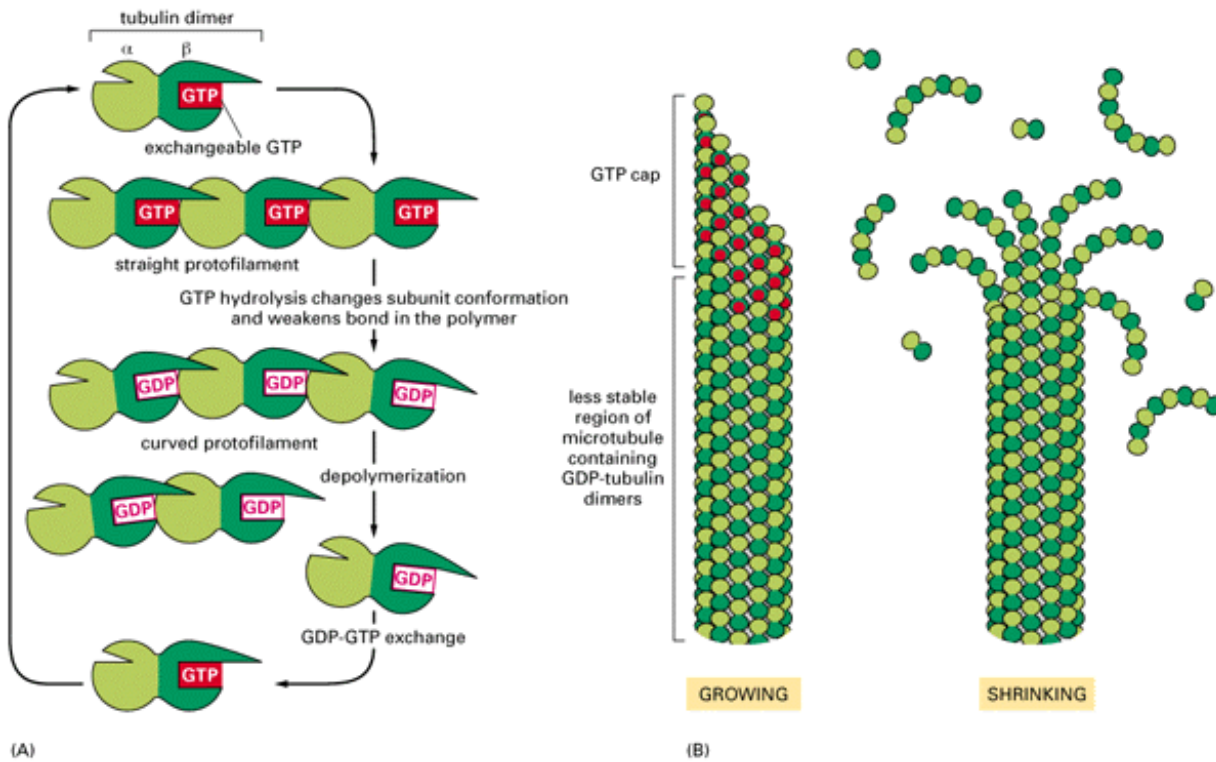 tubulin dimer
α
β
GTP
exchangeable GTP
GTP
GTP
GTP
straight protofilament
GTP hydrolysis changes subunit conformation
and weakens bond in the polymer
GDP
GDP
GDP
curved protofilament
depolymerization
GDP
GDP
GDP
GDP-GTP exchange
GTP
(A)
GTP cap
less stable
region of
microtubule
containing
GDP-tubulin
dimers
GROWING
SHRINKING
(B)